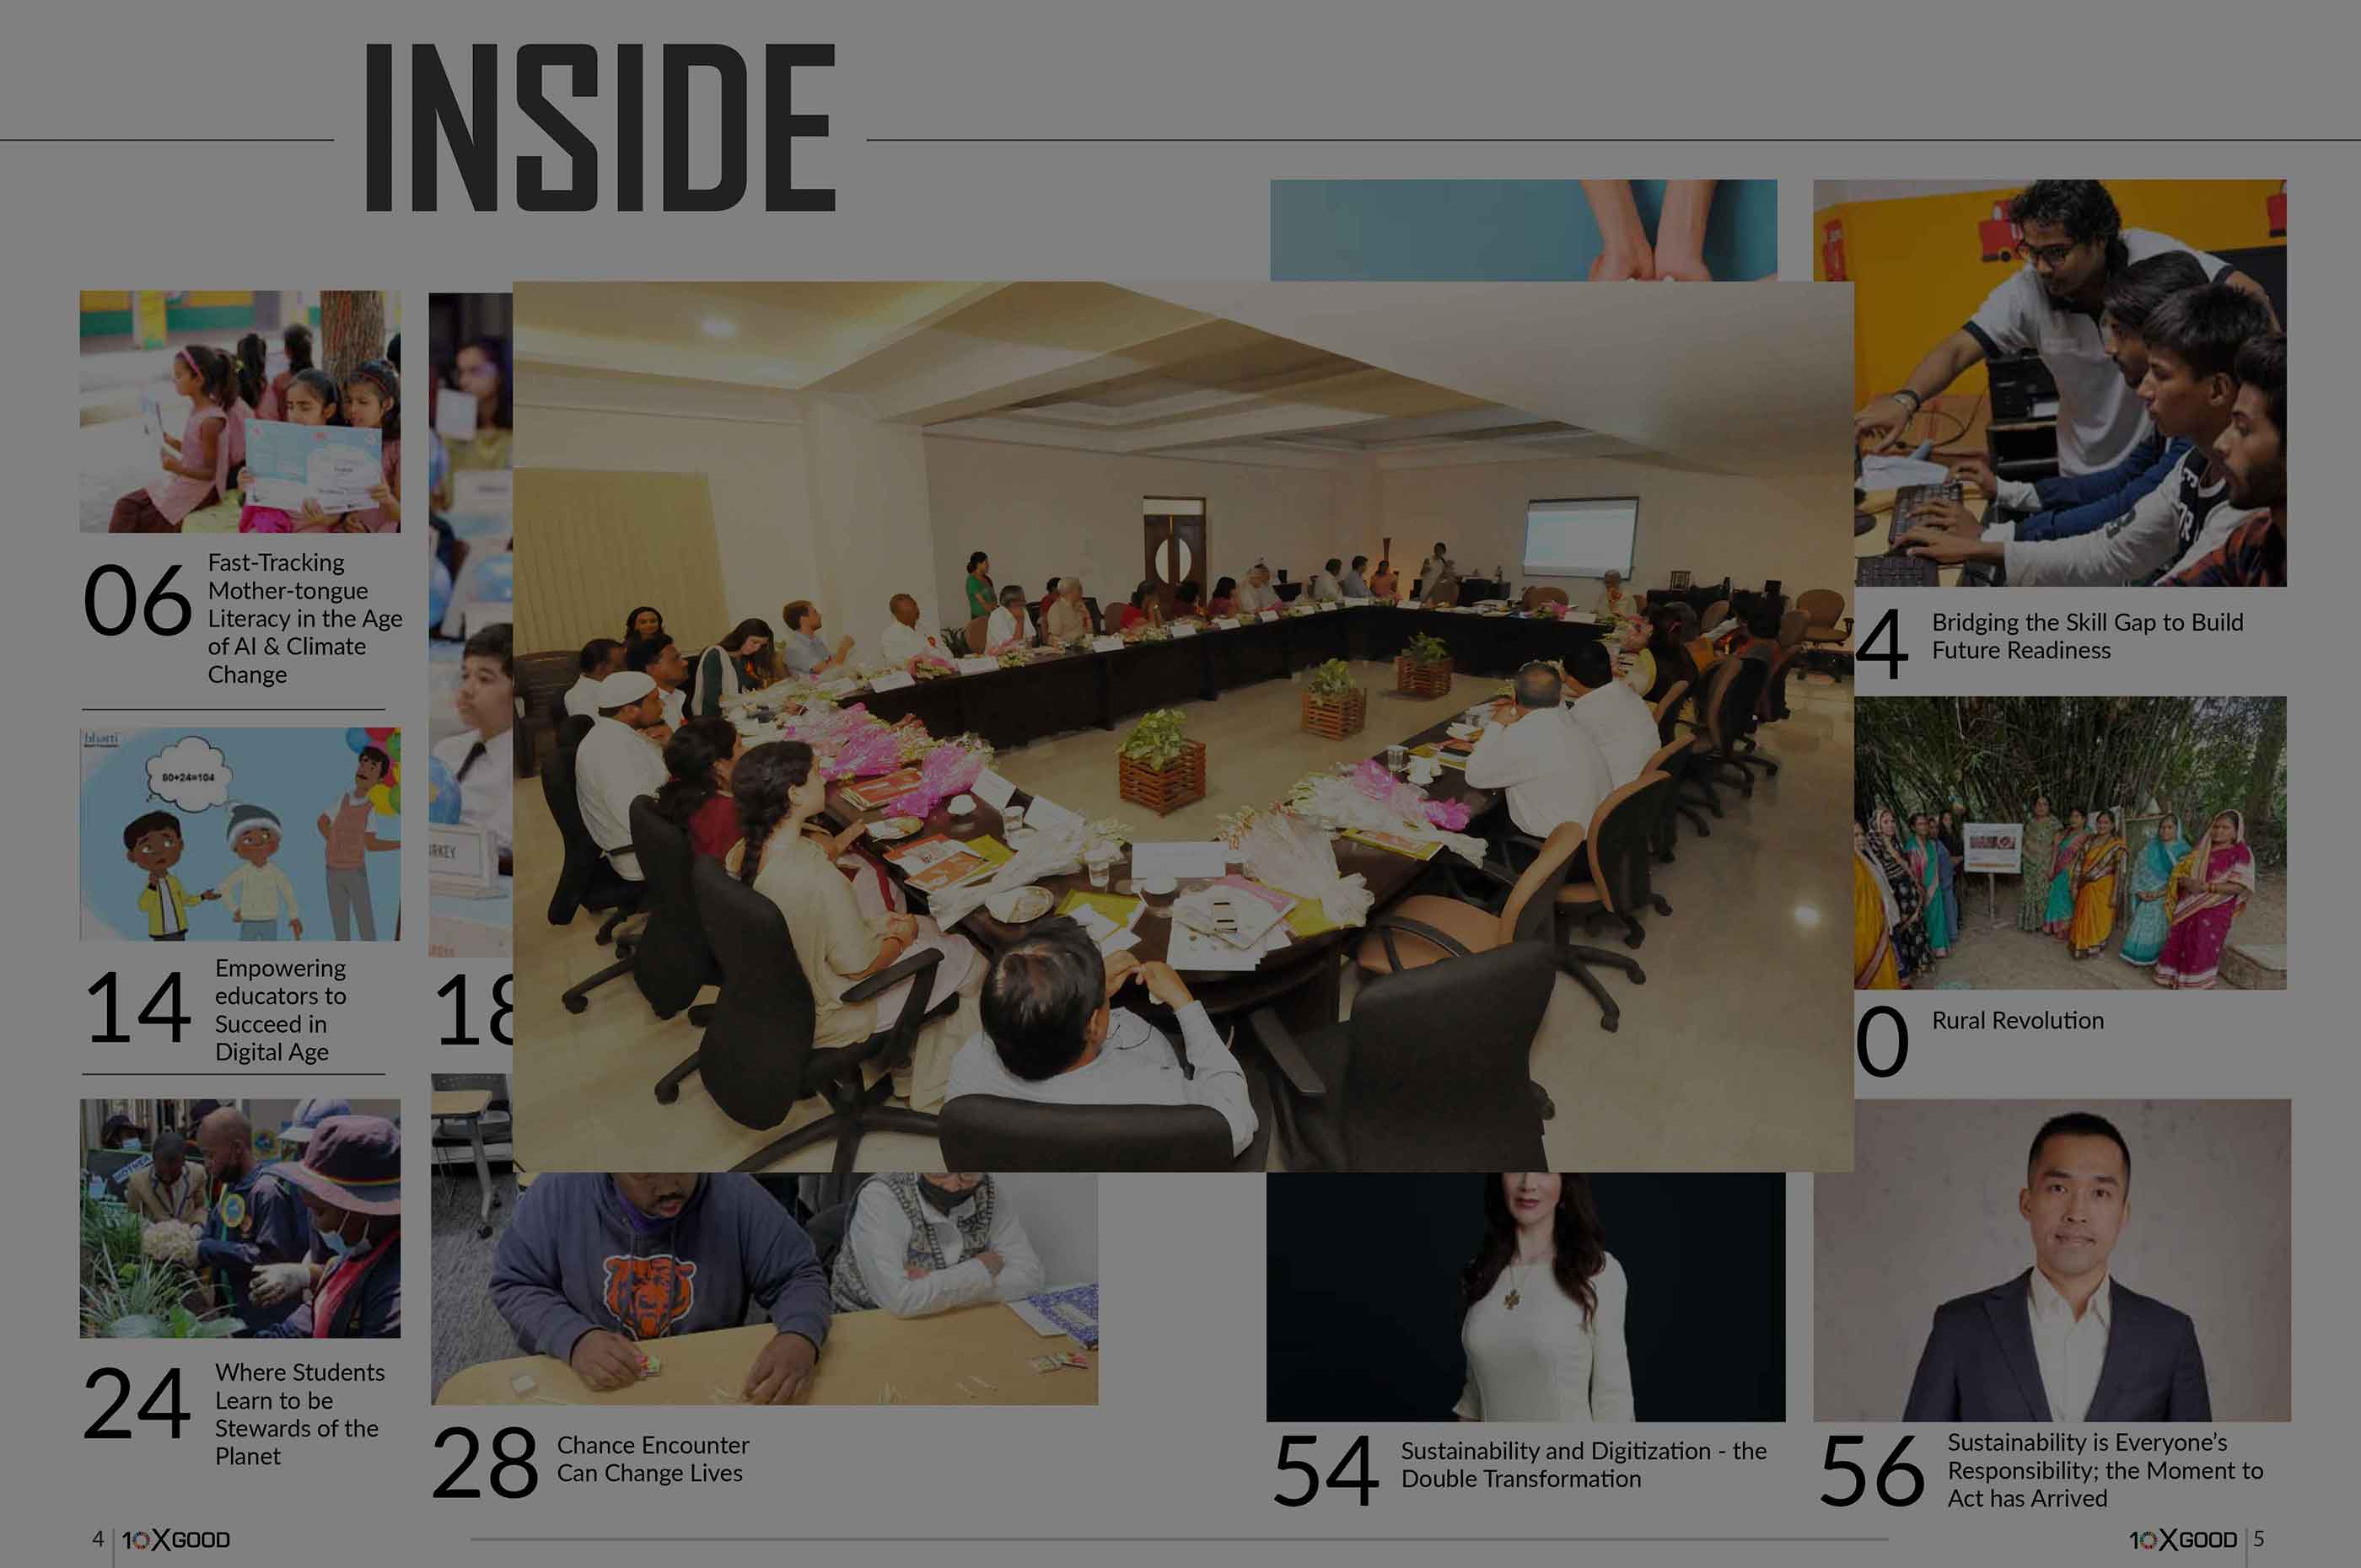 INSIDE
06
Fast-Tracking
Mother-tongue
Literacy in the Age
of AI & Climate
Change
bharti
80+24=104
14
Empowering
educators to
Succeed in
Digital Age
18
24
Where Students
Learn to be
Stewards of the
Planet
28
Chance Encounter
Can Change Lives
4
Bridging the Skill Gap to Build
Future Readiness
0
Rural Revolution
54
Sustainability and Digitization - the
Double Transformation
56
Sustainability is Everyone’s
Responsibility; the Moment to
Act has Arrived
4
10XGOOD
10XGOOD
5